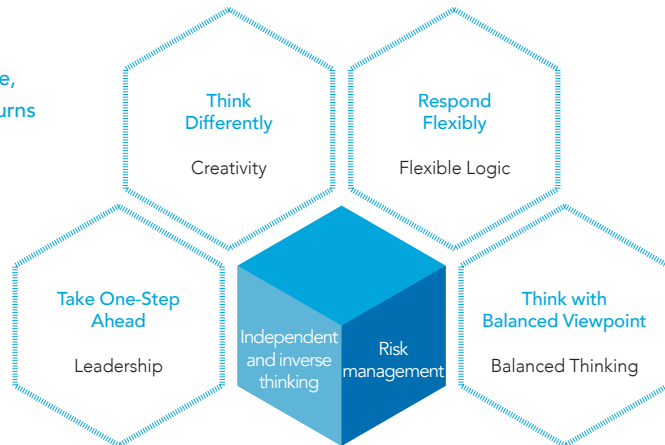 Think
Differently
Creativity
Respond
Flexibly
Flexible Logic
Take One-Step
Ahead
Leadership
Independent
and inverse
thinking
Risk
management
Think with
Balanced Viewpoint
Balanced Thinking